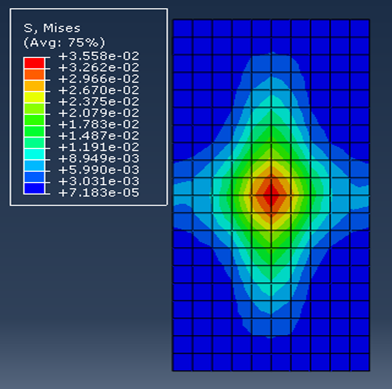 S, Mises
(Avg: 75%)
+3.558e-02
+3.262e-02
+2.966e-02
+2.670e-02
+2.375e-02
+2.079e-02
+1.783e-02
+1.487e-02
+1.191e-02
+8.949e-03
+5.990e-03
+3.031e-03
+7.183e-05